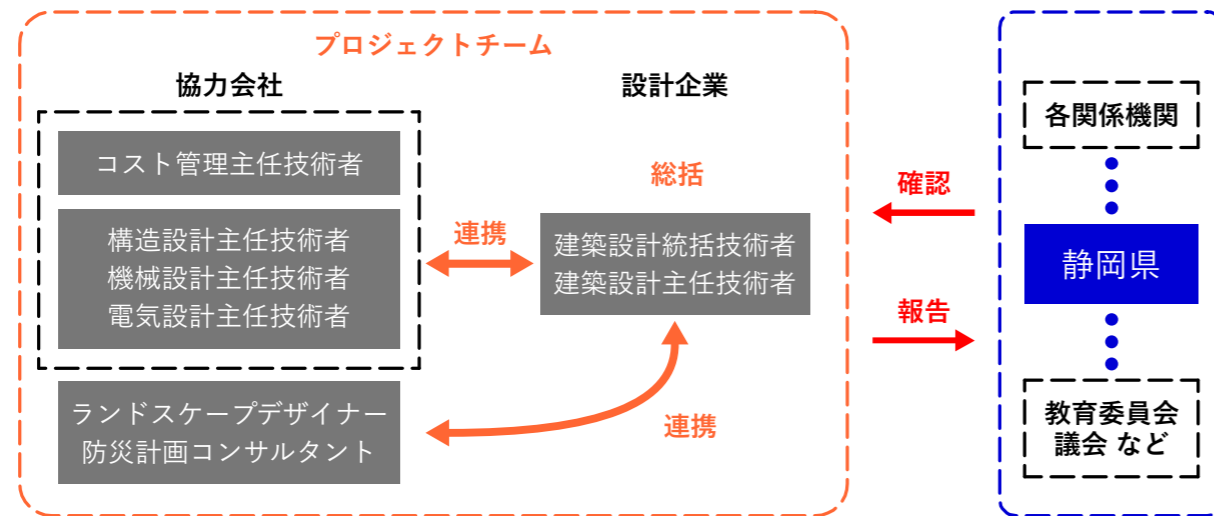 プロジェクトチーム
協力会社
コスト管理主任技術者
構造設計主任技術者
機械設計主任技術者
電気設計主任技術者
ランドスケープデザイナー
防災計画コンサルタント
連携
設計企業
総括
建築設計統括技術者
建築設計主任技術者
連携
確認
報告
各関係機関
静岡県
教育委員会
議会 など